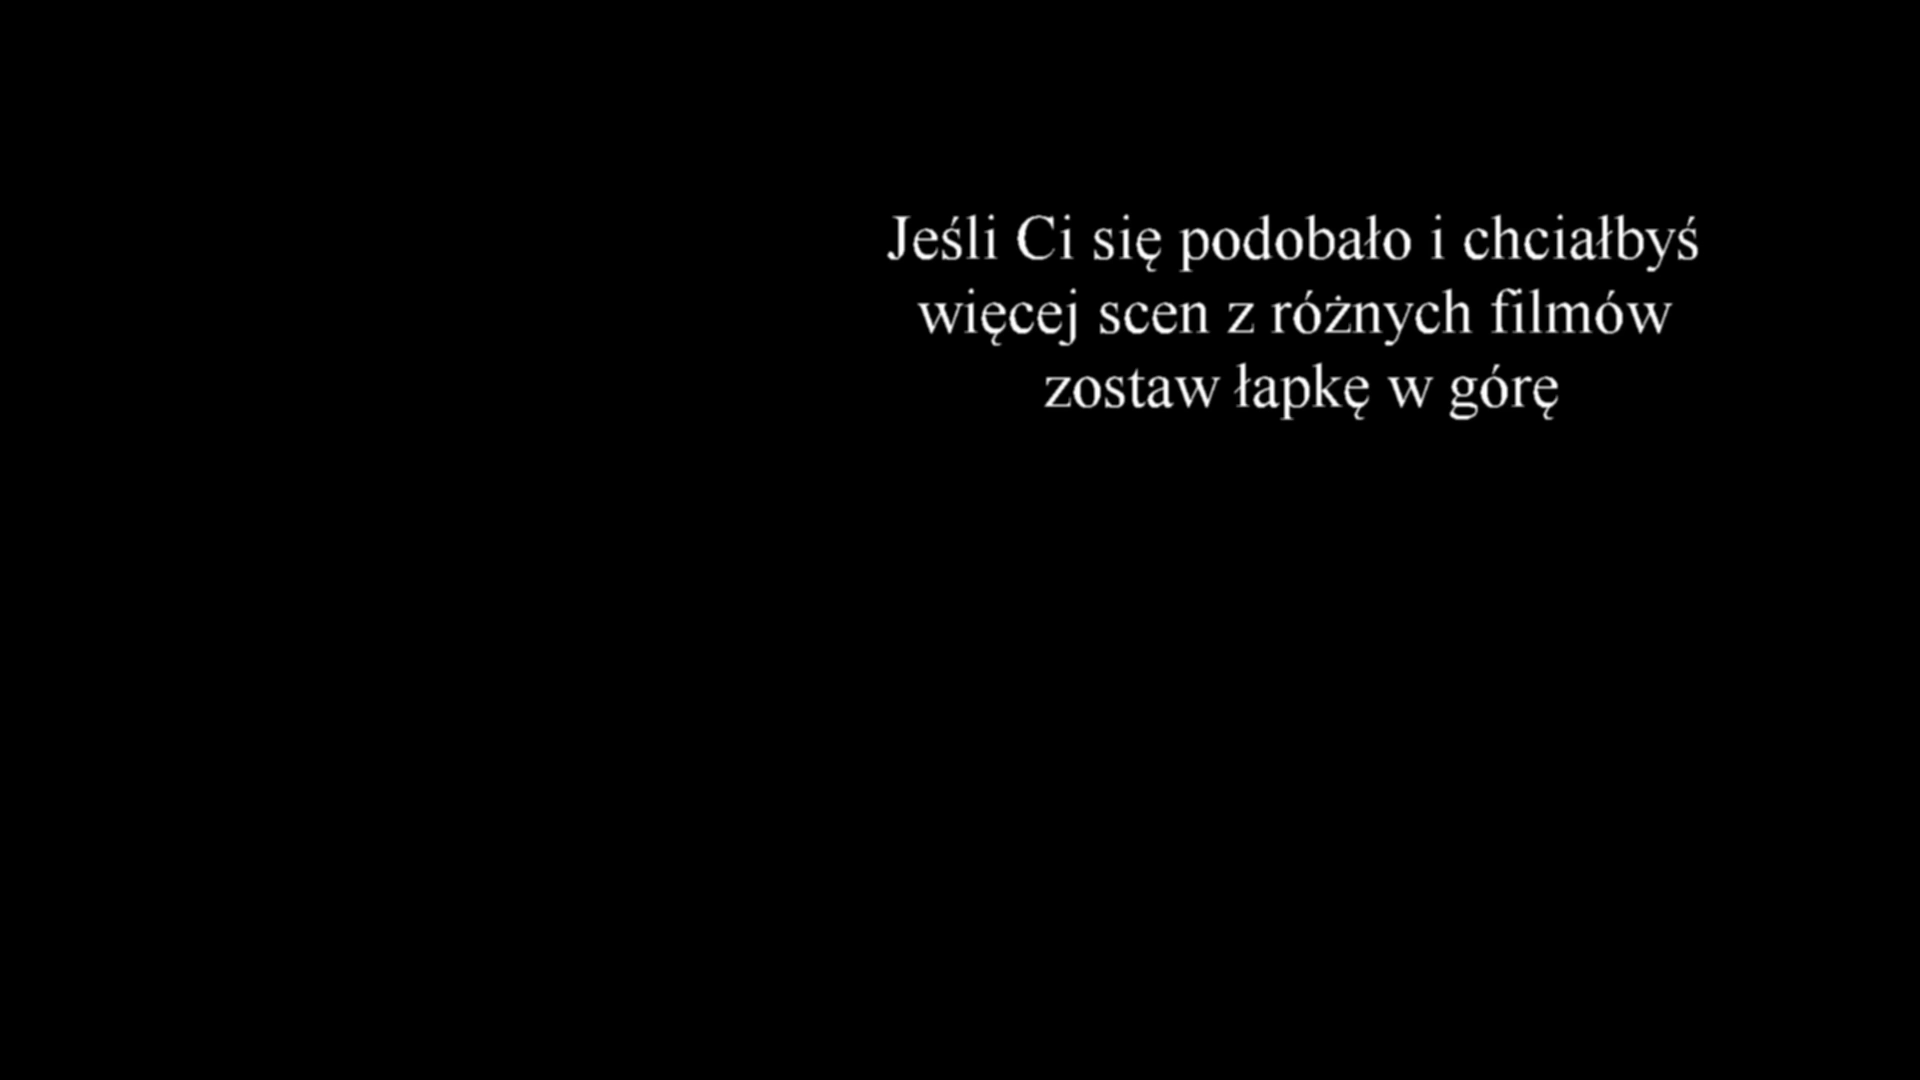 Jeśli Ci się podobało i chciałbyś
więcej scen z różnych filmów
zostaw łapkę w górę